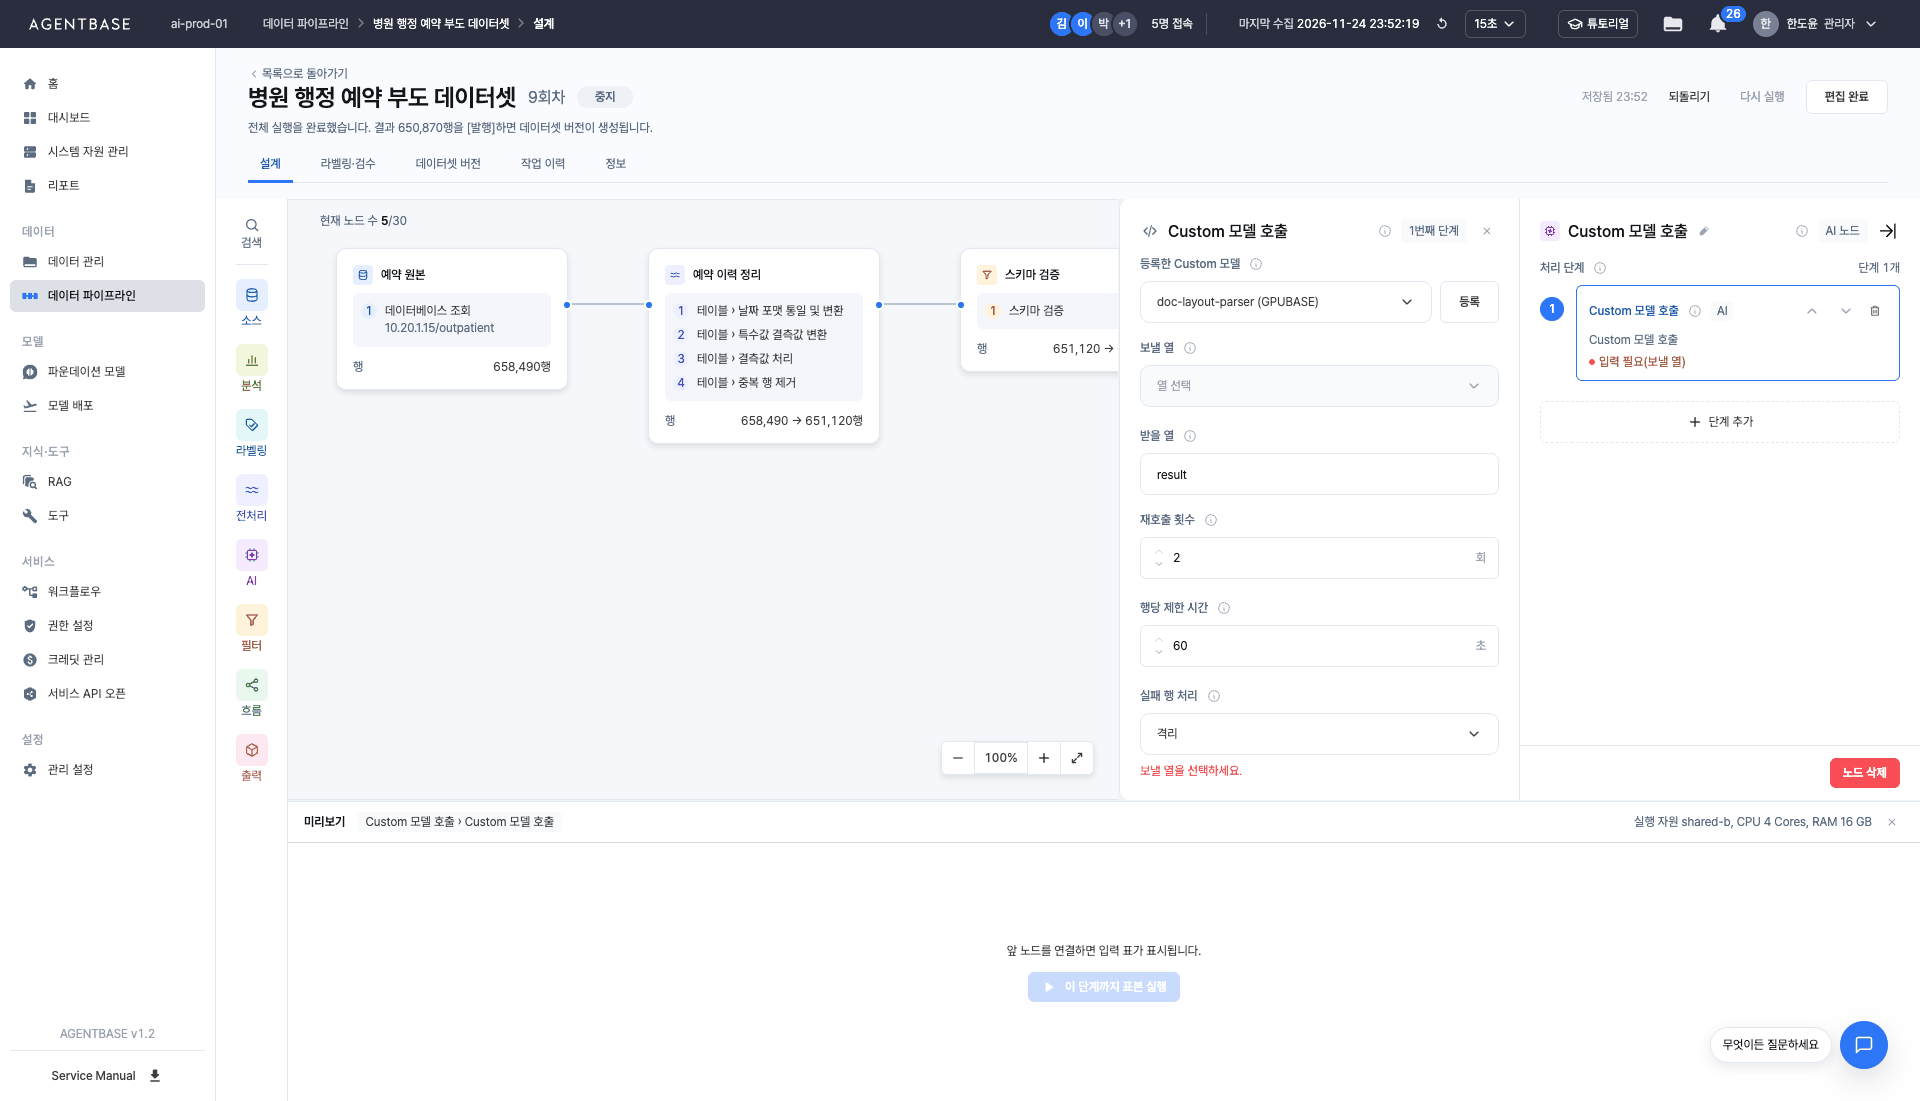 AGENTBASE
ai-prod-01
데이터 파이프라인
병원 행정 예약 부도 데이터셋
설계
김
이
박
+1
5명 접속
마지막 수집 2026-11-24 23:52:19
15초
튜토리얼
26
한
한도윤 관리자
홈
대시보드
시스템 자원 관리
리포트
데이터
데이터 관리
데이터 파이프라인
모델
파운데이션 모델
모델 배포
지식·도구
RAG
도구
서비스
워크플로우
권한 설정
크레딧 관리
서비스 API 오픈
설정
관리 설정
AGENTBASE v1.2
Service Manual
목록으로 돌아가기
병원 행정 예약 부도 데이터셋 9회차 중지
전체 실행을 완료했습니다. 결과 650,870행을 [발행]하면 데이터셋 버전이 생성됩니다.
저장됨 23:52
되돌리기
다시 실행
편집 완료
설계
라벨링·검수
데이터셋 버전
작업 이력
정보
검색
소스
분석
라벨링
전처리
AI
필터
흐름
출력
현재 노드 수 5/30
예약 원본
1 데이터베이스 조회
10.20.1.15/outpatient
행 658,490행
예약 이력 정리
1 테이블 › 날짜 포맷 통일 및 변환
2 테이블 › 특수값 결측값 변환
3 테이블 › 결측값 처리
4 테이블 › 중복 행 제거
행 658,490 → 651,120행
스키마 검증
1 스키마 검증
행 651,120 →
100%
Custom 모델 호출
1번째 단계
등록한 Custom 모델
doc-layout-parser (GPUBASE)
등록
보낼 열
열 선택
받을 열
result
재호출 횟수
2 회
행당 제한 시간
60 초
실패 행 처리
격리
보낼 열을 선택하세요.
Custom 모델 호출
AI 노드
처리 단계
단계 1개
1
Custom 모델 호출 AI
Custom 모델 호출
입력 필요(보낼 열)
단계 추가
노드 삭제
미리보기
Custom 모델 호출 › Custom 모델 호출
실행 자원 shared-b, CPU 4 Cores, RAM 16 GB
앞 노드를 연결하면 입력 표가 표시됩니다.
이 단계까지 표본 실행
무엇이든 질문하세요